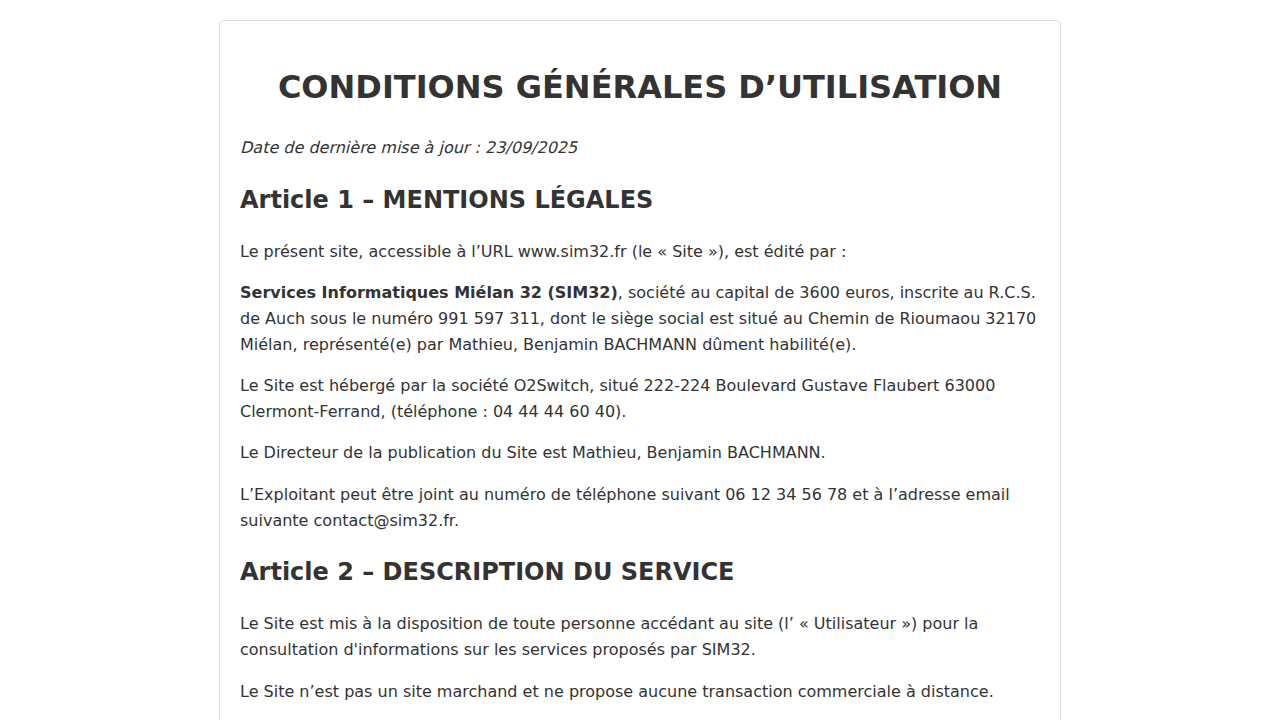 CONDITIONS GÉNÉRALES D’UTILISATION
Date de dernière mise à jour : 23/09/2025
Article 1 – MENTIONS LÉGALES
Le présent site, accessible à l’URL www.sim32.fr (le « Site »), est édité par :
Services Informatiques Miélan 32 (SIM32), société au capital de 3600 euros, inscrite au R.C.S.
de Auch sous le numéro 991 597 311, dont le siège social est situé au Chemin de Rioumaou 32170
Miélan, représenté(e) par Mathieu, Benjamin BACHMANN dûment habilité(e).
Le Site est hébergé par la société O2Switch, situé 222-224 Boulevard Gustave Flaubert 63000
Clermont-Ferrand, (téléphone : 04 44 44 60 40).
Le Directeur de la publication du Site est Mathieu, Benjamin BACHMANN.
L’Exploitant peut être joint au numéro de téléphone suivant 06 12 34 56 78 et à l’adresse email
suivante contact@sim32.fr.
Article 2 – DESCRIPTION DU SERVICE
Le Site est mis à la disposition de toute personne accédant au site (l’ « Utilisateur ») pour la
consultation d'informations sur les services proposés par SIM32.
Le Site n’est pas un site marchand et ne propose aucune transaction commerciale à distance.